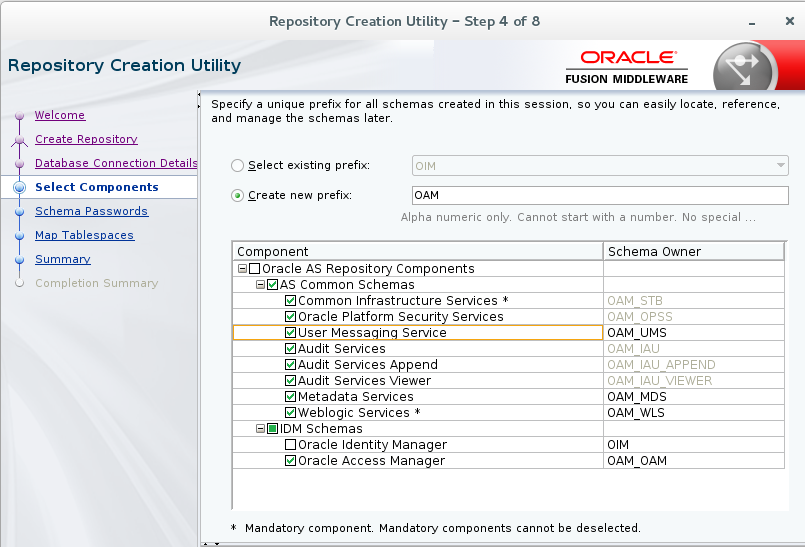 Repository Creation Utility – Step 4 of 8
Repository Creation Utility
ORACLE
FUSION MIDDLEWARE
Welcome
Create Repository
Database Connection Details
Select Components
Schema Passwords
Map Tablespaces
Summary
Completion Summary
Specify a unique prefix for all schemas created in this session, so you can easily locate, reference,
and manage the schemas later.
Select existing prefix: OIM
Create new prefix: OAM
Alpha numeric only. Cannot start with a number. No special ...
Component Schema Owner
Oracle AS Repository Components
AS Common Schemas
Common Infrastructure Services * OAM_STB
Oracle Platform Security Services OAM_OPSS
User Messaging Service OAM_UMS
Audit Services OAM_IAU
Audit Services Append OAM_IAU_APPEND
Audit Services Viewer OAM_IAU_VIEWER
Metadata Services OAM_MDS
Weblogic Services * OAM_WLS
IDM Schemas
Oracle Identity Manager OIM
Oracle Access Manager OAM_OAM
* Mandatory component. Mandatory components cannot be deselected.